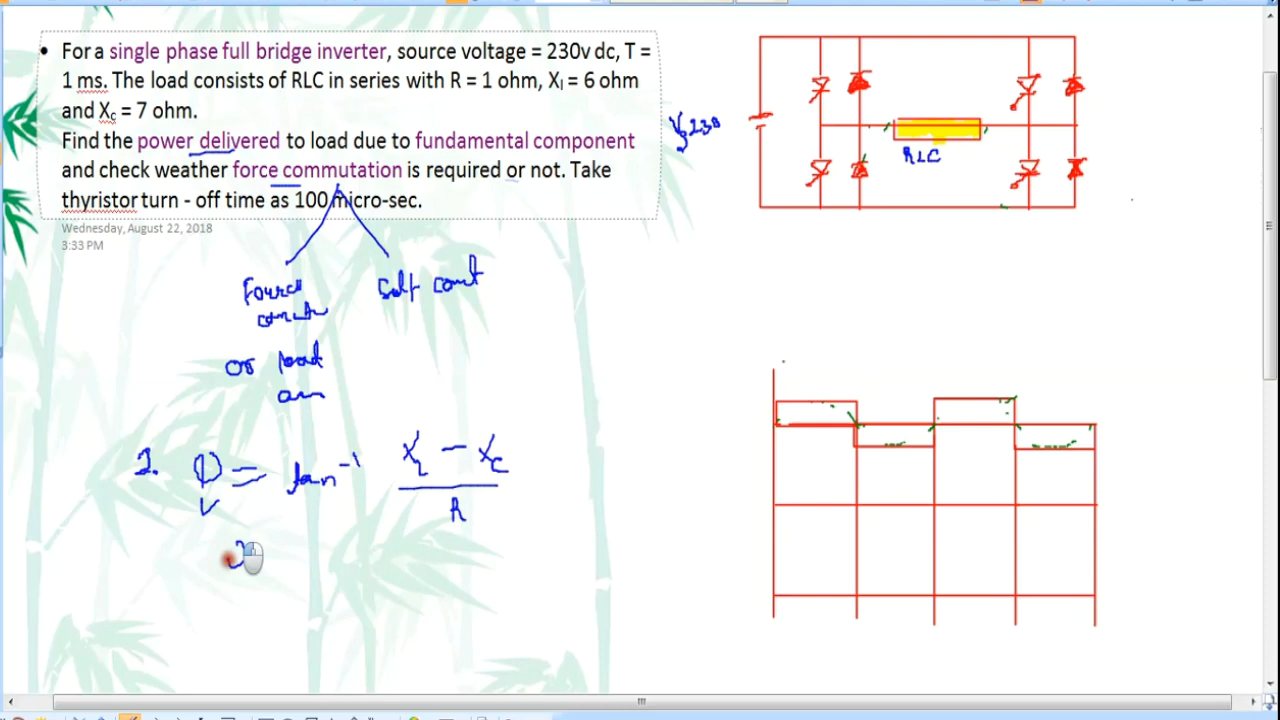 • For a single phase full bridge inverter, source voltage = 230v dc, T =
1 ms. The load consists of RLC in series with R = 1 ohm, Xl = 6 ohm
and Xc = 7 ohm.
Find the power delivered to load due to fundamental component
and check weather force commutation is required or not. Take
thyristor turn - off time as 100 micro-sec.
Wednesday, August 22, 2018
3:33 PM
230
RLC
Self
or load
1. φ = tan⁻¹ XL - XC
R